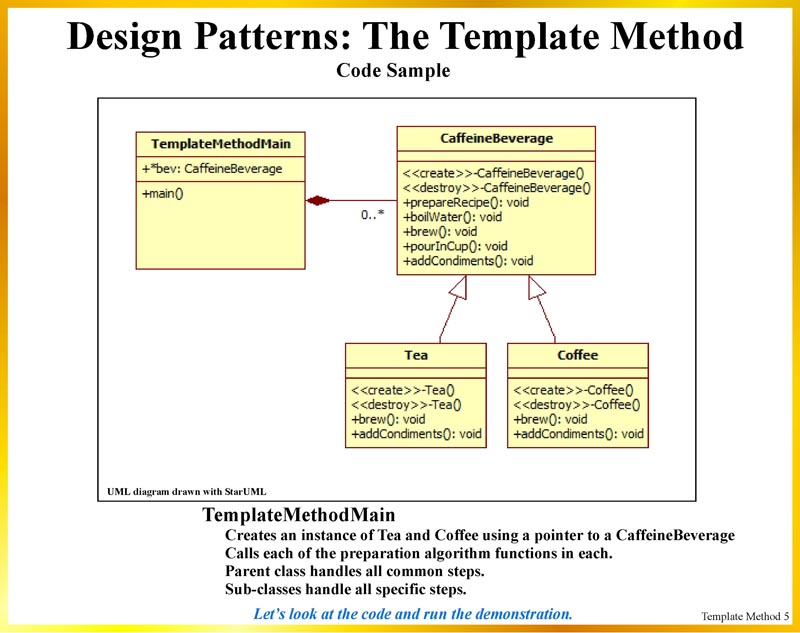 Design Patterns: The Template Method
Code Sample
TemplateMethodMain
+*bev: CaffeineBeverage
+main()
0..*
CaffeineBeverage
<<create>>-CaffeineBeverage()
<<destroy>>-CaffeineBeverage()
+prepareRecipe(): void
+boilWater(): void
+brew(): void
+pourInCup(): void
+addCondiments(): void
Tea
<<create>>-Tea()
<<destroy>>-Tea()
+brew(): void
+addCondiments(): void
Coffee
<<create>>-Coffee()
<<destroy>>-Coffee()
+brew(): void
+addCondiments(): void
UML diagram drawn with StarUML
TemplateMethodMain
Creates an instance of Tea and Coffee using a pointer to a CaffeineBeverage
Calls each of the preparation algorithm functions in each.
Parent class handles all common steps.
Sub-classes handle all specific steps.
Let's look at the code and run the demonstration.
Template Method 5